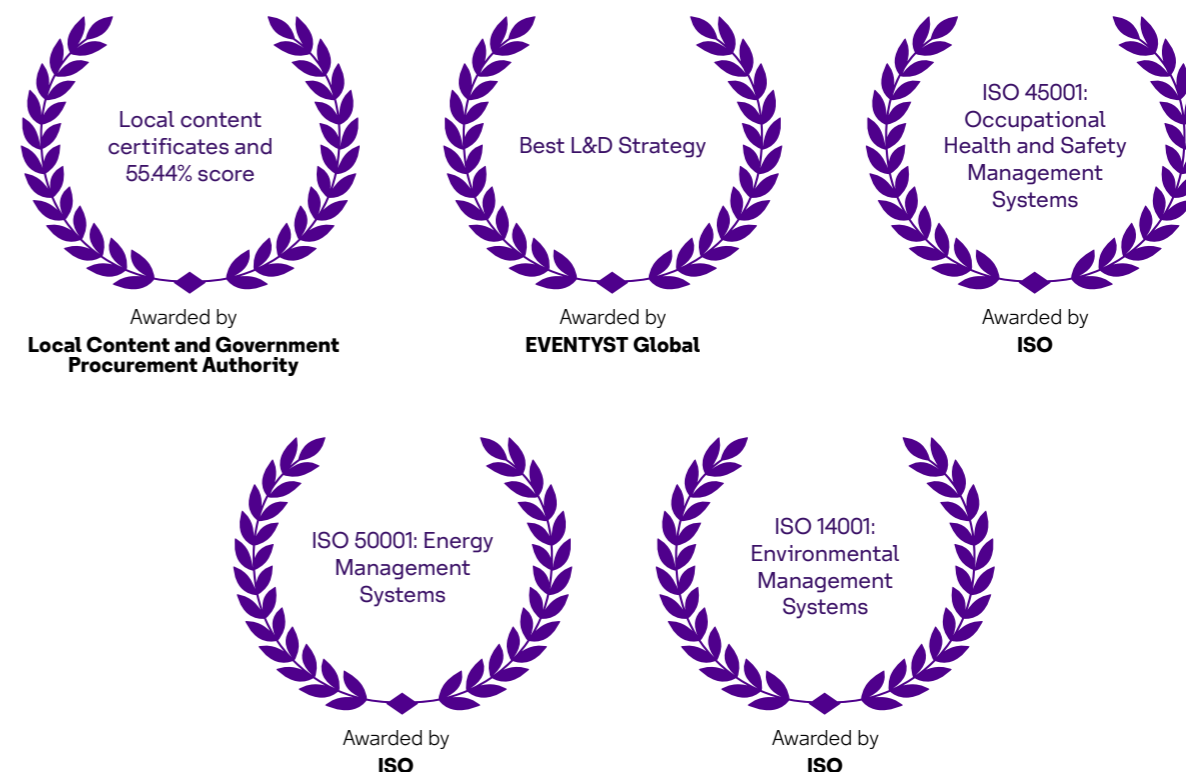 Local content
certificates and
55.44% score
Awarded by
Local Content and Government
Procurement Authority
Best L&D Strategy
Awarded by
EVENTYST Global
ISO 45001:
Occupational
Health and Safety
Management
Systems
Awarded by
ISO
ISO 50001: Energy
Management
Systems
Awarded by
ISO
ISO 14001:
Environmental
Management
Systems
Awarded by
ISO